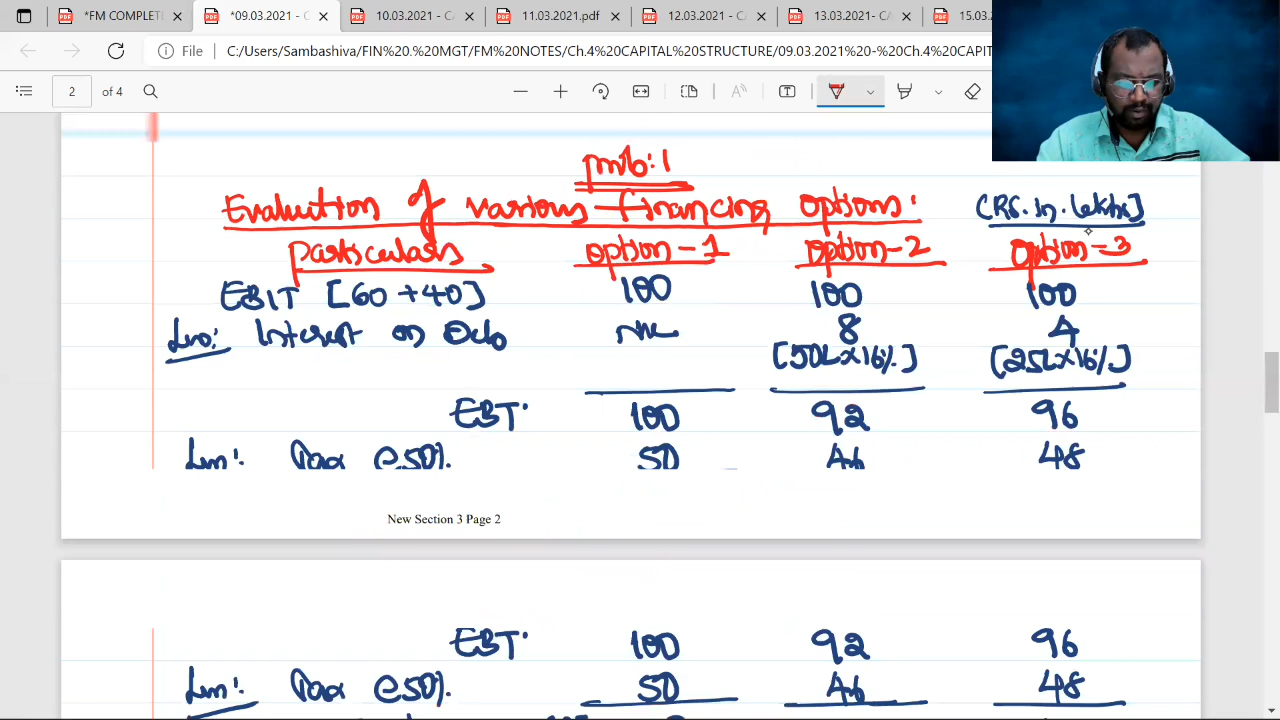 *FM COMPLETE
*09.03.2021 - C
10.03.2021 - CA
11.03.2021.pdf
12.03.2021 - CA
13.03.2021 - CA
15.03
File C:/Users/Sambashiva/FIN%20.%20MGT/FM%20NOTES/Ch.4%20CAPITAL%20STRUCTURE/09.03.2021%20-%20Ch.4%20CAPIT
2 of 4
prob:1
Evaluation of various financing options:
(Rs. in. lakhs)
particulars option-1 option-2 option-3
EBIT [60+40] 100 100 100
Less: Interest on Deb NIL 8 4
[50L×16%.] [25L×16%.]
EBT: 100 92 96
Less: Tax @50%. 50 46 48
New Section 3 Page 2
EBT: 100 92 96
Less: Tax @50%. 50 46 48